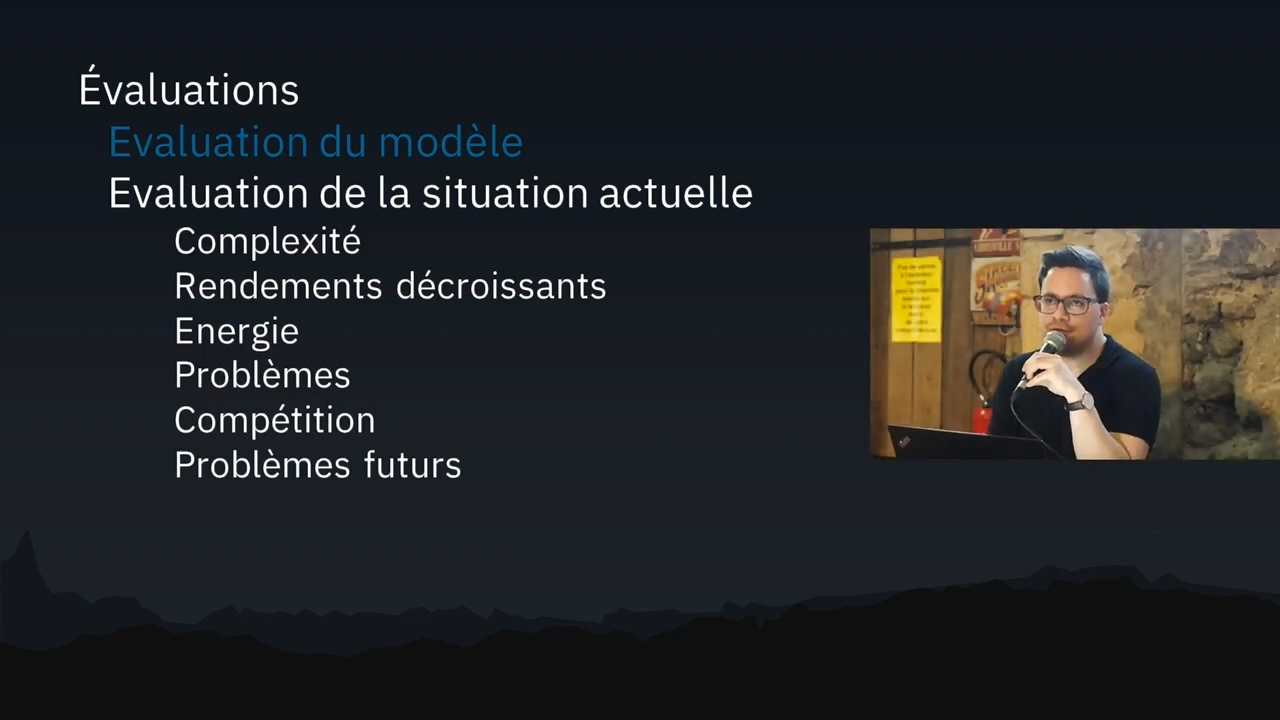 Évaluations
Evaluation du modèle
Evaluation de la situation actuelle
Complexité
Rendements décroissants
Energie
Problèmes
Compétition
Problèmes futurs